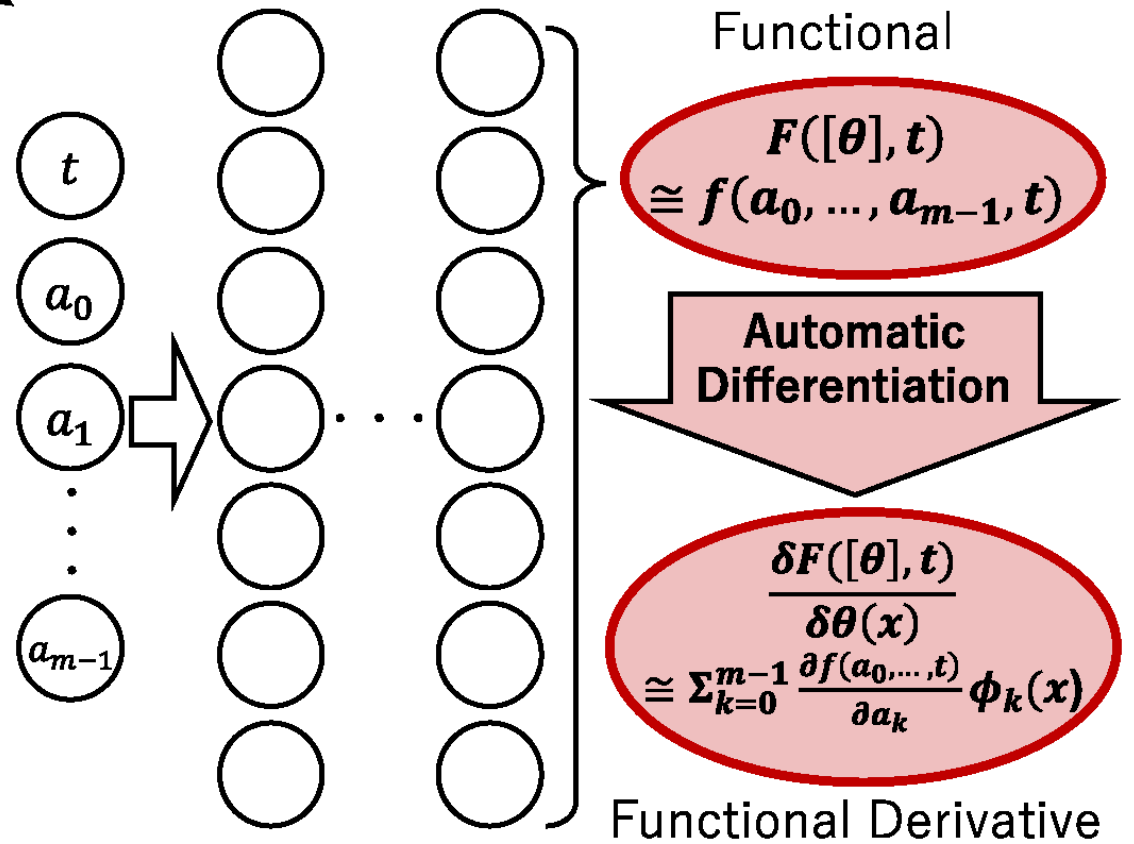 t
a₀
a₁
⋮
aₘ₋₁
· · ·
Functional
F([θ], t)
≅ f(a₀, …, aₘ₋₁, t)
Automatic
Differentiation
δF([θ], t)
δθ(x)
≅ Σₖ₌₀ᵐ⁻¹ ∂f(a₀,…,t)/∂aₖ ϕₖ(x)
Functional Derivative